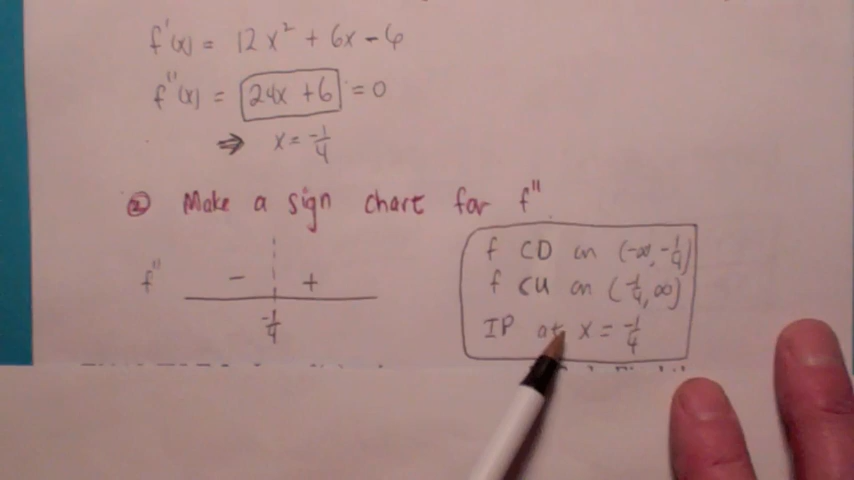 f'(x) = 12x² + 6x - 6
f''(x) = 24x + 6 = 0
⇒ x = -1/4
② Make a sign chart for f''
f'' - +
-1/4
f CD on (-∞, -1/4)
f CU on (-1/4, ∞)
IP at x = -1/4